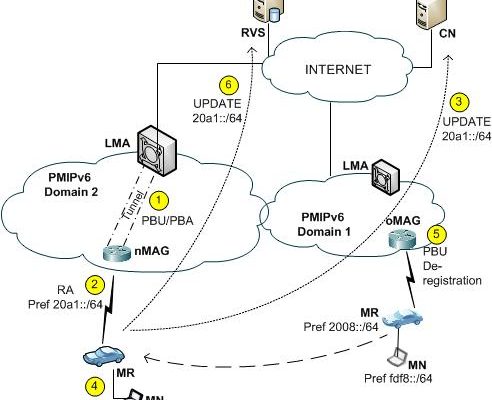 RVS
CN
INTERNET
6
UPDATE
20a1::/64
3
UPDATE
20a1::/64
LMA
LMA
PMIPv6
Domain 2
Tunnel
1
PBU/PBA
PMIPv6
Domain 1
oMAG
5
PBU
De-
registration
nMAG
RA
2
Pref 20a1::/64
MR
Pref 2008::/64
MR
MN
Pref fdf8::/64
4
MN